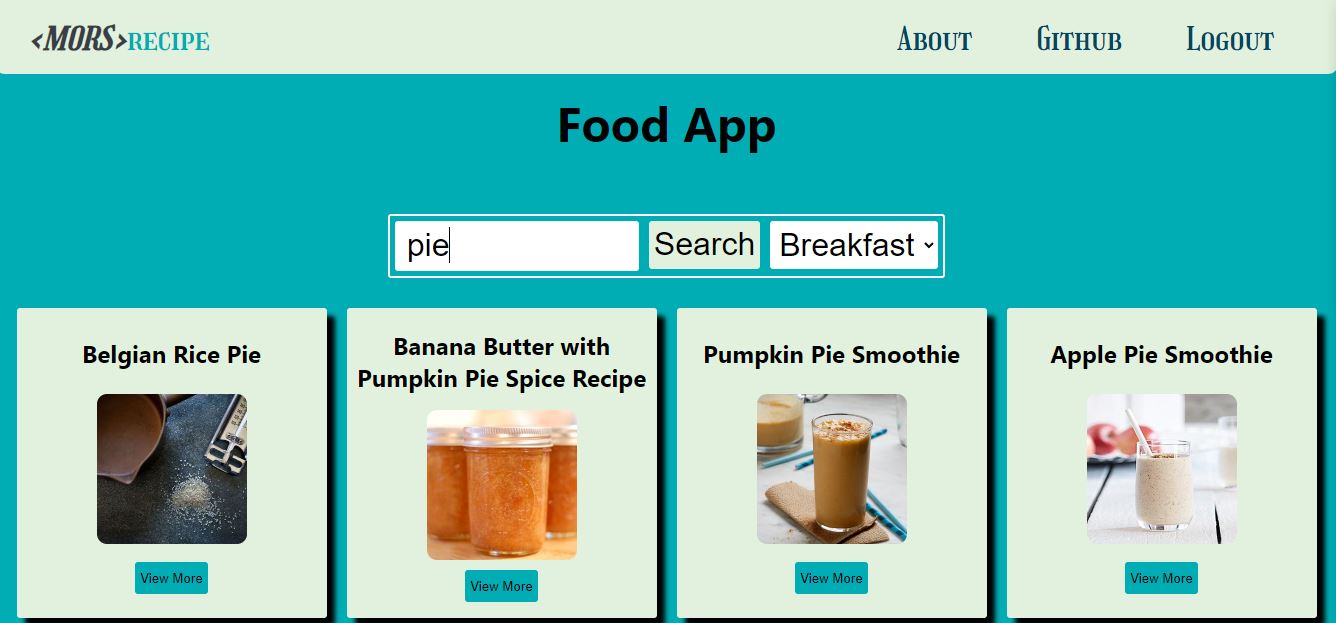 <MORS>RECIPE
About Github Logout
Food App
pie Search Breakfast
Belgian Rice Pie
Banana Butter with
Pumpkin Pie Spice Recipe
Pumpkin Pie Smoothie
Apple Pie Smoothie
View More
View More
View More
View More